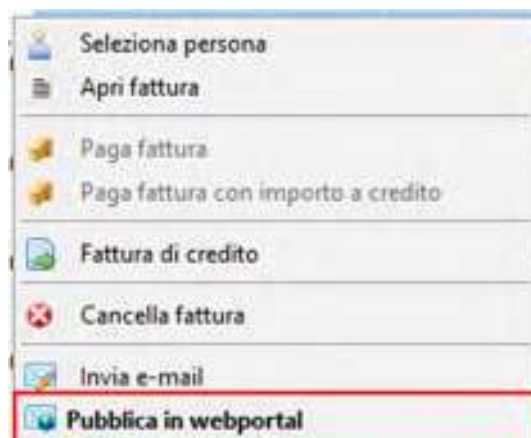 Seleziona persona
Apri fattura
Paga fattura
Paga fattura con importo a credito
Fattura di credito
Cancella fattura
Invia e-mail
Pubblica in webportal